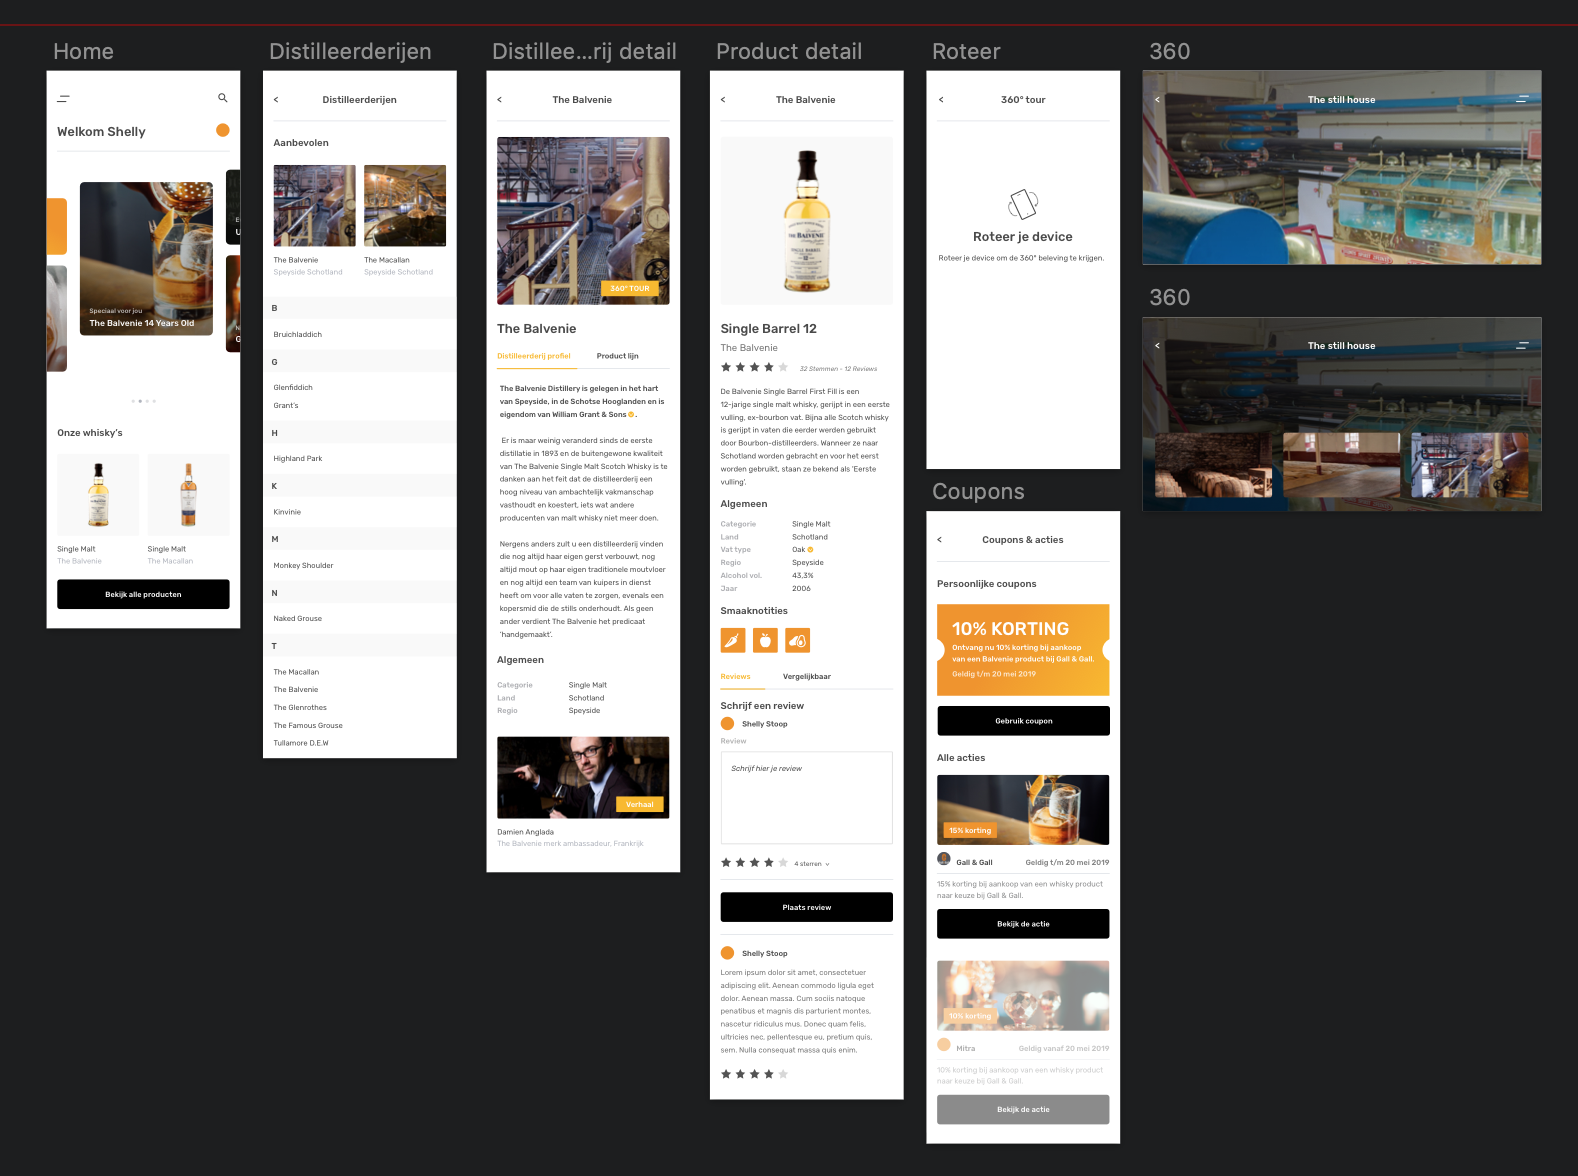 Home
Welkom Shelly
Speciaal voor jou
The Balvenie 14 Years Old
Onze whisky's
Single Malt
The Balvenie
Single Malt
The Macallan
Bekijk alle producten
Distilleerderijen
<
Distilleerderijen
Aanbevolen
The Balvenie
Speyside Schotland
The Macallan
Speyside Schotland
B
Bruichladdich
G
Glenfiddich
Grant's
H
Highland Park
K
Kinvinie
M
Monkey Shoulder
N
Naked Grouse
T
The Macallan
The Balvenie
The Glenrothes
The Famous Grouse
Tullamore D.E.W
Distillee...rij detail
<
The Balvenie
360° TOUR
The Balvenie
Distilleerderij profiel
Product lijn
The Balvenie Distillery is gelegen in het hart
van Speyside, in de Schotse Hooglanden en is
eigendom van William Grant & Sons.
Er is maar weinig veranderd sinds de eerste
distillatie in 1893 en de buitengewone kwaliteit
van The Balvenie Single Malt Scotch Whisky is te
danken aan het feit dat de distilleerderij een
hoog niveau van ambachtelijk vakmanschap
vasthoudt en koestert, iets wat andere
producenten van malt whisky niet meer doen.
Nergens anders zult u een distilleerderij vinden
die nog altijd haar eigen gerst verbouwt, nog
altijd mout op haar eigen traditionele moutvloer
en nog altijd een team van kuipers in dienst
heeft om voor alle vaten te zorgen, evenals een
kopersmid die de stills onderhoudt. Als geen
ander verdient The Balvenie het predicaat
'handgemaakt'.
Algemeen
Categorie Single Malt
Land Schotland
Regio Speyside
Verhaal
Damien Anglada
The Balvenie merk ambassadeur, Frankrijk
Product detail
<
The Balvenie
THE BALVENIE
SINGLE BARREL
Single Barrel 12
The Balvenie
32 Stemmen - 12 Reviews
De Balvenie Single Barrel First Fill is een
12-jarige single malt whisky, gerijpt in een eerste
vulling, ex-bourbon vat. Bijna alle Scotch whisky
is gerijpt in vaten die eerder werden gebruikt
door Bourbon-distilleerders. Wanneer ze naar
Schotland worden gebracht en voor het eerst
worden gebruikt, staan ze bekend als 'Eerste
vulling'.
Algemeen
Categorie Single Malt
Land Schotland
Vat type Oak
Regio Speyside
Alcohol vol. 43,3%
Jaar 2006
Smaaknotities
Reviews
Vergelijkbaar
Schrijf een review
Shelly Stoop
Review
Schrijf hier je review
4 sterren
Plaats review
Shelly Stoop
Lorem ipsum dolor sit amet, consectetuer
adipiscing elit. Aenean commodo ligula eget
dolor. Aenean massa. Cum sociis natoque
penatibus et magnis dis parturient montes,
nascetur ridiculus mus. Donec quam felis,
ultricies nec, pellentesque eu, pretium quis,
sem. Nulla consequat massa quis enim.
Roteer
<
360° tour
Roteer je device
Roteer je device om de 360° beleving te krijgen.
Coupons
<
Coupons & acties
Persoonlijke coupons
10% KORTING
Ontvang nu 10% korting bij aankoop
van een Balvenie product bij Gall & Gall.
Geldig t/m 20 mei 2019
Gebruik coupon
Alle acties
15% korting
Gall & Gall
Geldig t/m 20 mei 2019
15% korting bij aankoop van een whisky product
naar keuze bij Gall & Gall.
Bekijk de actie
10% korting
Mitra
Geldig vanaf 20 mei 2019
10% korting bij aankoop van een whisky product
naar keuze bij Gall & Gall.
Bekijk de actie
360
<
The still house
360
<
The still house